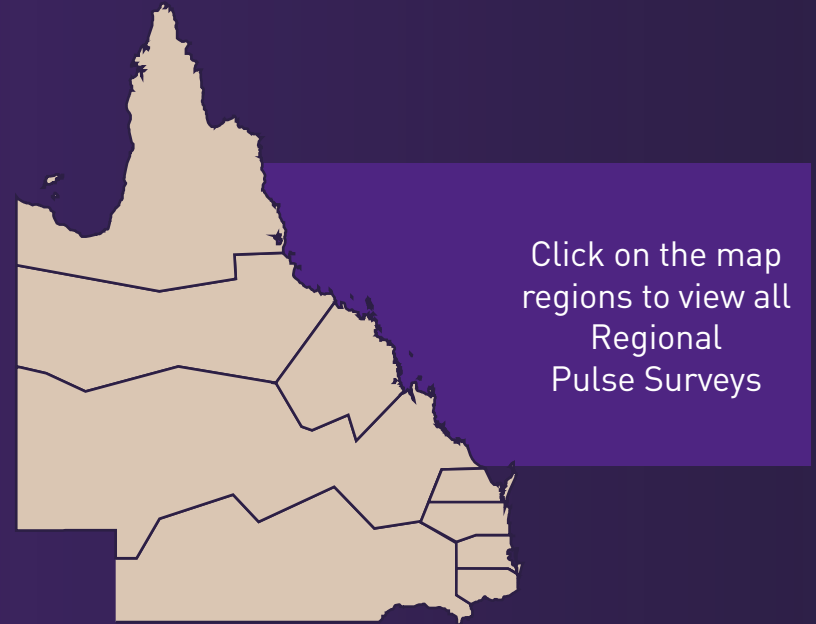 Click on the map
regions to view all
Regional
Pulse Surveys